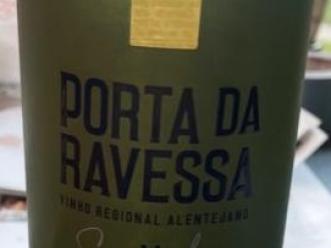 PORTA DA
RAVESSA
VINHO REGIONAL ALENTEJANO